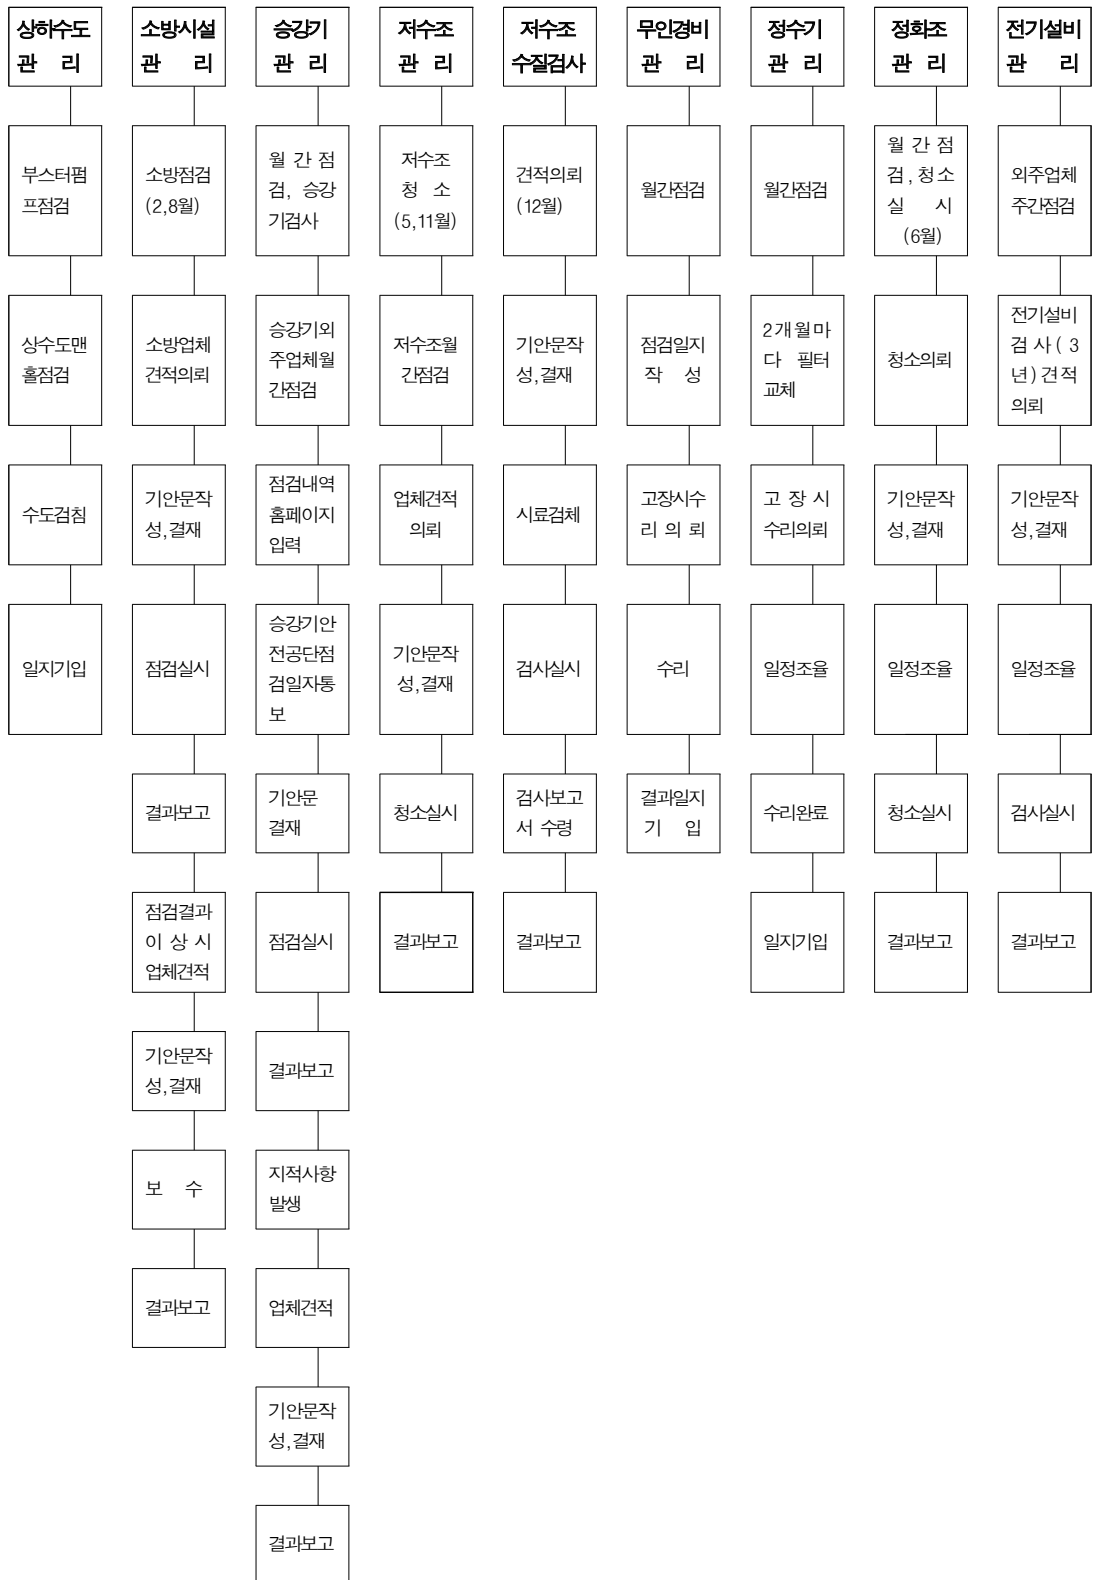 상하수도
관 리
부스터펌
프점검
상수도맨
홀점검
수도검침
일지기입
소방시설
관 리
소방점검
(2,8월)
소방업체
견적의뢰
기안문작
성,결재
점검실시
결과보고
점검결과
이 상 시
업체견적
기안문작
성,결재
보 수
결과보고
승강기
관 리
월 간 점
검, 승강
기검사
승강기외
주업체월
간점검
점검내역
홈페이지
입력
승강기안
전공단점
검일자통
보
기안문
결재
점검실시
결과보고
지적사항
발생
업체견적
기안문작
성,결재
결과보고
저수조
관 리
저수조
청 소
(5,11월)
저수조월
간점검
업체견적
의뢰
기안문작
성,결재
청소실시
결과보고
저수조
수질검사
견적의뢰
(12월)
기안문작
성,결재
시료검체
검사실시
검사보고
서 수령
결과보고
무인경비
관 리
월간점검
점검일지
작 성
고장시수
리 의 뢰
수리
결과일지
기 입
정수기
관 리
월간점검
2개월마
다 필터
교체
고 장 시
수리의뢰
일정조율
수리완료
일지기입
정화조
관 리
월 간 점
검,청소
실 시
(6월)
청소의뢰
기안문작
성,결재
일정조율
청소실시
결과보고
전기설비
관 리
외주업체
주간점검
전기설비
검 사 ( 3
년)견적
의뢰
기안문작
성,결재
일정조율
검사실시
결과보고